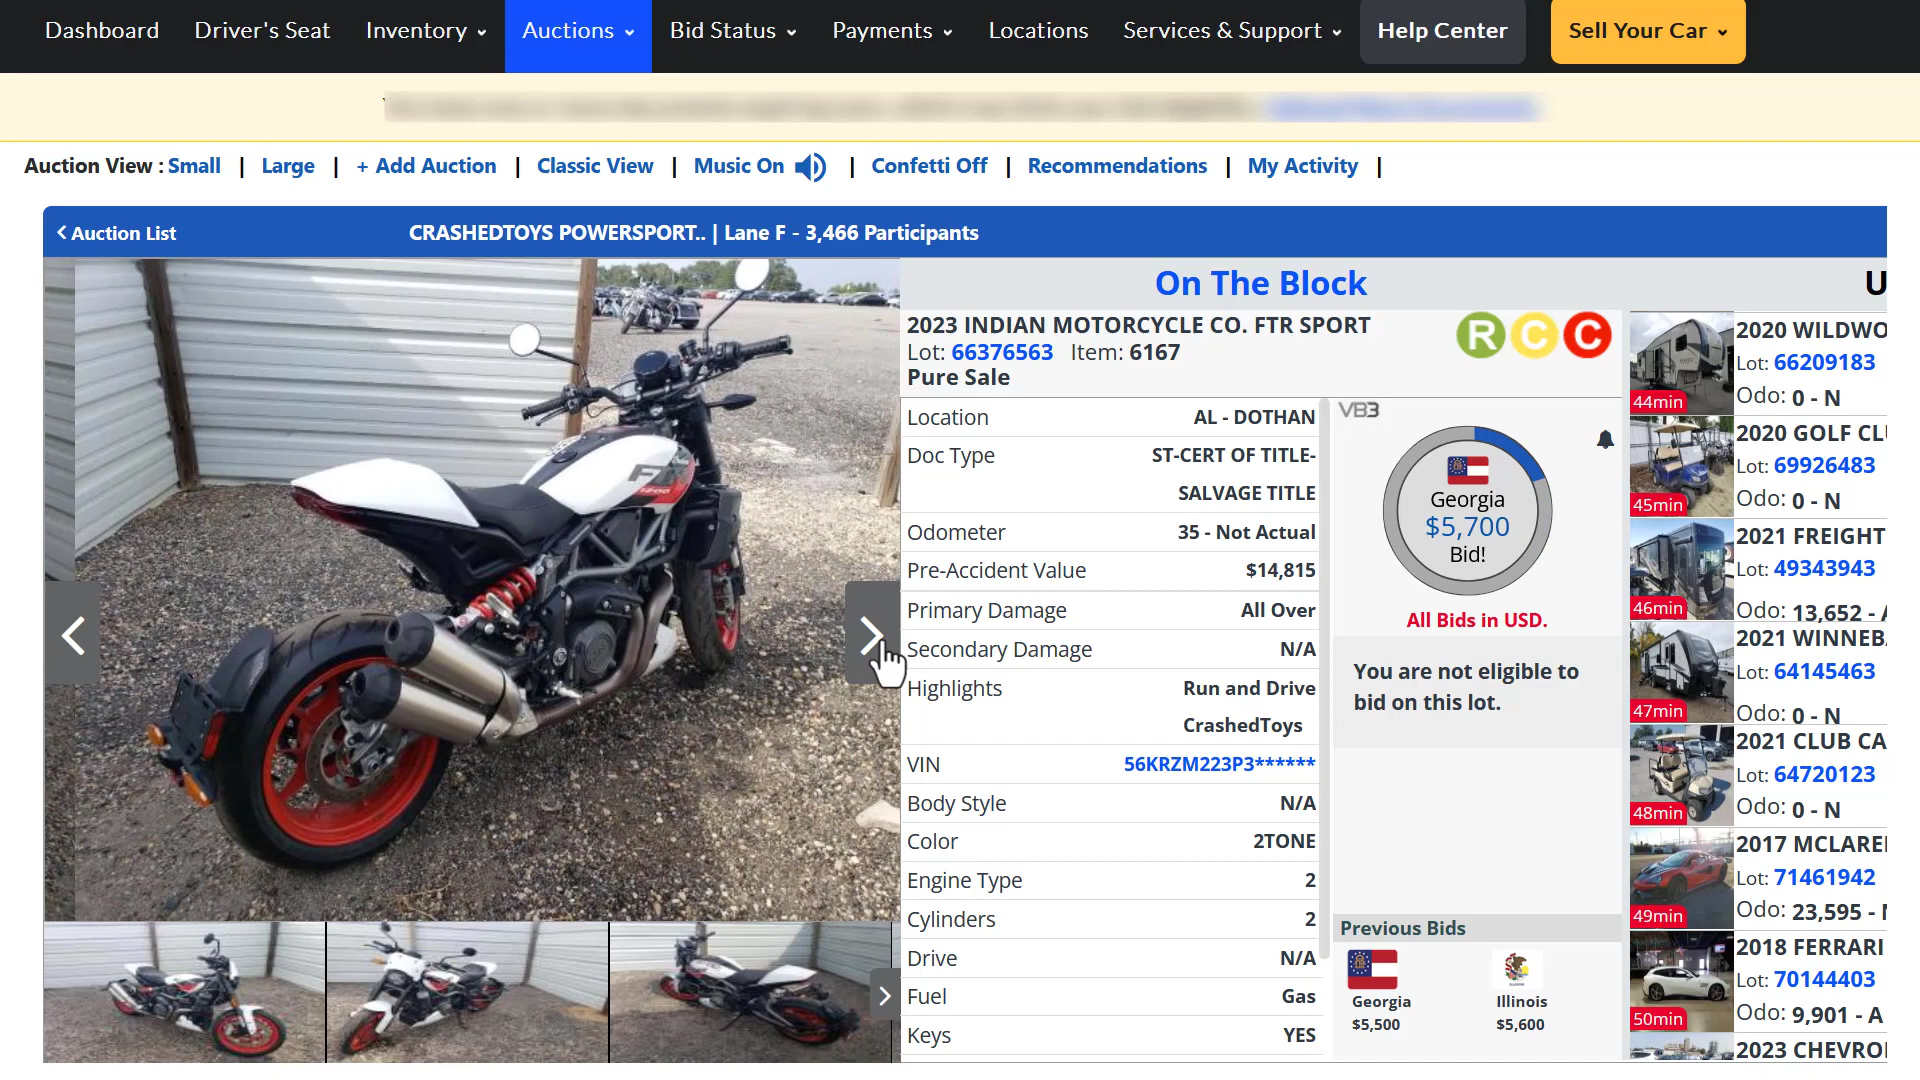 Dashboard Driver's Seat Inventory Auctions Bid Status Payments Locations Services & Support Help Center Sell Your Car
Auction View : Small | Large | + Add Auction | Classic View | Music On | Confetti Off | Recommendations | My Activity |
Auction List CRASHEDTOYS POWERSPORT.. | Lane F - 3,466 Participants
On The Block
U
2023 INDIAN MOTORCYCLE CO. FTR SPORT
Lot: 66376563 Item: 6167
Pure Sale
R C C
Location AL - DOTHAN
Doc Type ST-CERT OF TITLE-
SALVAGE TITLE
Odometer 35 - Not Actual
Pre-Accident Value $14,815
Primary Damage All Over
Secondary Damage N/A
Highlights Run and Drive
CrashedToys
VIN 56KRZM223P3******
Body Style N/A
Color 2TONE
Engine Type 2
Cylinders 2
Drive N/A
Fuel Gas
Keys YES
VB3
Georgia
$5,700
Bid!
All Bids in USD.
You are not eligible to
bid on this lot.
Previous Bids
Georgia
$5,500
Illinois
$5,600
2020 WILDWO
Lot: 66209183
Odo: 0 - N
44min
2020 GOLF CLU
Lot: 69926483
Odo: 0 - N
45min
2021 FREIGHT
Lot: 49343943
Odo: 13,652 - A
46min
2021 WINNEBA
Lot: 64145463
Odo: 0 - N
47min
2021 CLUB CA
Lot: 64720123
Odo: 0 - N
48min
2017 MCLAREN
Lot: 71461942
Odo: 23,595 - N
49min
2018 FERRARI
Lot: 70144403
Odo: 9,901 - A
50min
2023 CHEVROL